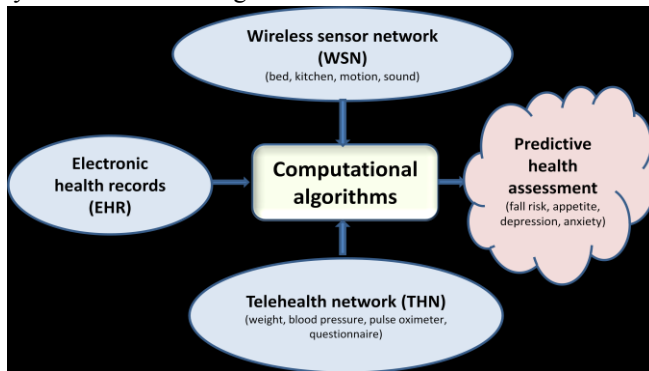 Wireless sensor network
(WSN)
(bed, kitchen, motion, sound)
Electronic
health records
(EHR)
Computational
algorithms
Predictive
health
assessment
(fall risk, appetite,
depression, anxiety)
Telehealth network (THN)
(weight, blood pressure, pulse oximeter,
questionnaire)